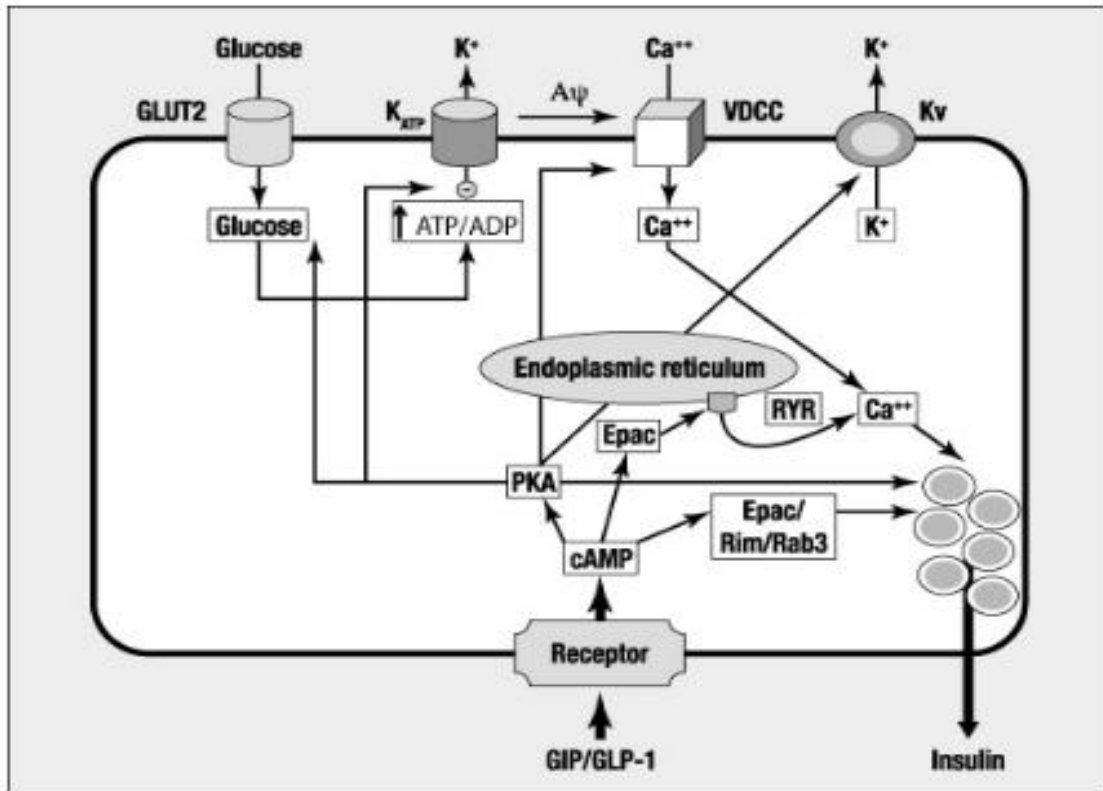 Glucose
K⁺
Ca⁺⁺
K⁺
GLUT2
K_ATP
Aψ
VDCC
Kv
−
Glucose
↑ ATP/ADP
Ca⁺⁺
K⁺
Endoplasmic reticulum
RYR
Ca⁺⁺
Epac
PKA
Epac/
Rim/Rab3
cAMP
Receptor
GIP/GLP-1
Insulin